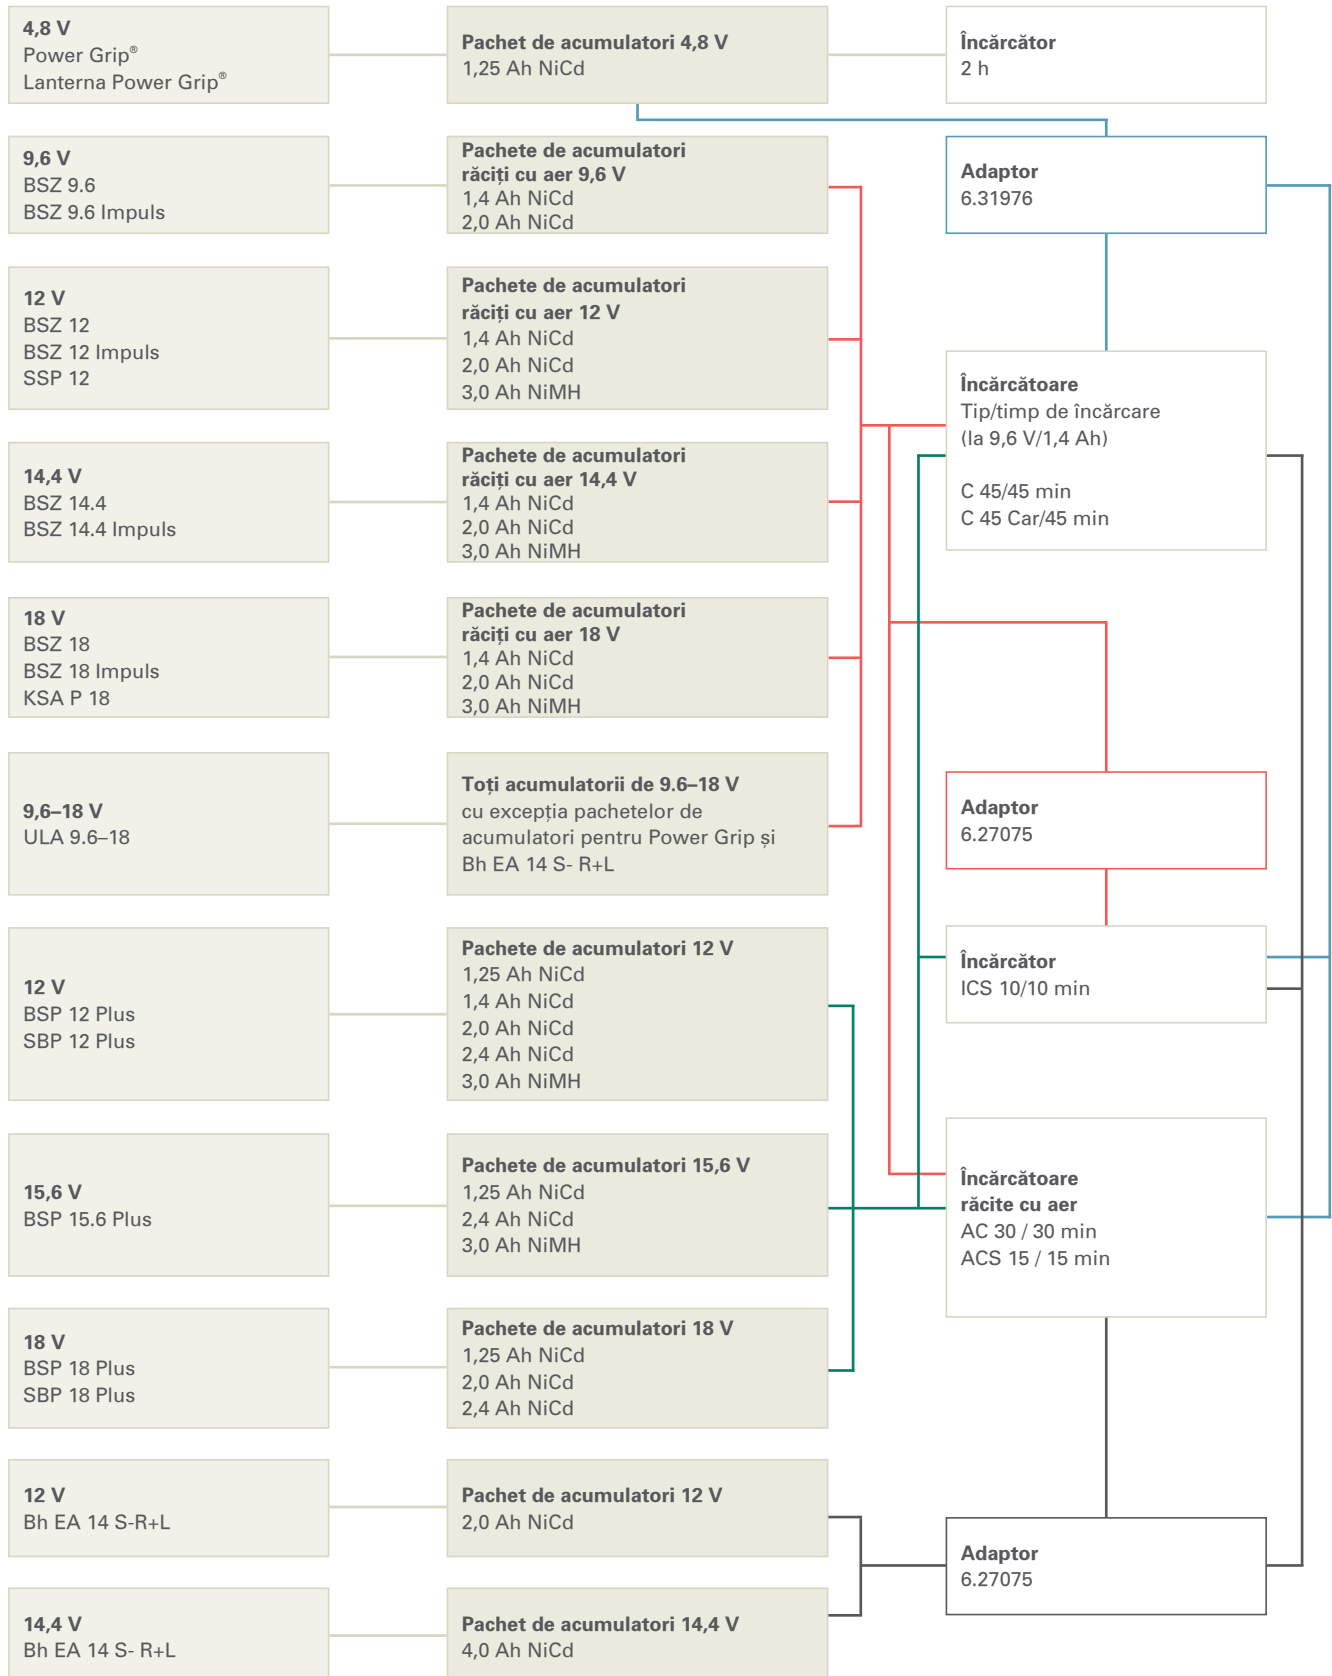 4,8 V
Power Grip®
Lanterna Power Grip®
Pachet de acumulatori 4,8 V
1,25 Ah NiCd
Încărcător
2 h
9,6 V
BSZ 9.6
BSZ 9.6 Impuls
Pachete de acumulatori
răciți cu aer 9,6 V
1,4 Ah NiCd
2,0 Ah NiCd
Adaptor
6.31976
12 V
BSZ 12
BSZ 12 Impuls
SSP 12
Pachete de acumulatori
răciți cu aer 12 V
1,4 Ah NiCd
2,0 Ah NiCd
3,0 Ah NiMH
Încărcătoare
Tip/timp de încărcare
(la 9,6 V/1,4 Ah)
C 45/45 min
C 45 Car/45 min
14,4 V
BSZ 14.4
BSZ 14.4 Impuls
Pachete de acumulatori
răciți cu aer 14,4 V
1,4 Ah NiCd
2,0 Ah NiCd
3,0 Ah NiMH
18 V
BSZ 18
BSZ 18 Impuls
KSA P 18
Pachete de acumulatori
răciți cu aer 18 V
1,4 Ah NiCd
2,0 Ah NiCd
3,0 Ah NiMH
9,6–18 V
ULA 9.6–18
Toți acumulatorii de 9.6–18 V
cu excepția pachetelor de
acumulatori pentru Power Grip și
Bh EA 14 S- R+L
Adaptor
6.27075
12 V
BSP 12 Plus
SBP 12 Plus
Pachete de acumulatori 12 V
1,25 Ah NiCd
1,4 Ah NiCd
2,0 Ah NiCd
2,4 Ah NiCd
3,0 Ah NiMH
Încărcător
ICS 10/10 min
15,6 V
BSP 15.6 Plus
Pachete de acumulatori 15,6 V
1,25 Ah NiCd
2,4 Ah NiCd
3,0 Ah NiMH
Încărcătoare
răcite cu aer
AC 30 / 30 min
ACS 15 / 15 min
18 V
BSP 18 Plus
SBP 18 Plus
Pachete de acumulatori 18 V
1,25 Ah NiCd
2,0 Ah NiCd
2,4 Ah NiCd
12 V
Bh EA 14 S-R+L
Pachet de acumulatori 12 V
2,0 Ah NiCd
Adaptor
6.27075
14,4 V
Bh EA 14 S- R+L
Pachet de acumulatori 14,4 V
4,0 Ah NiCd